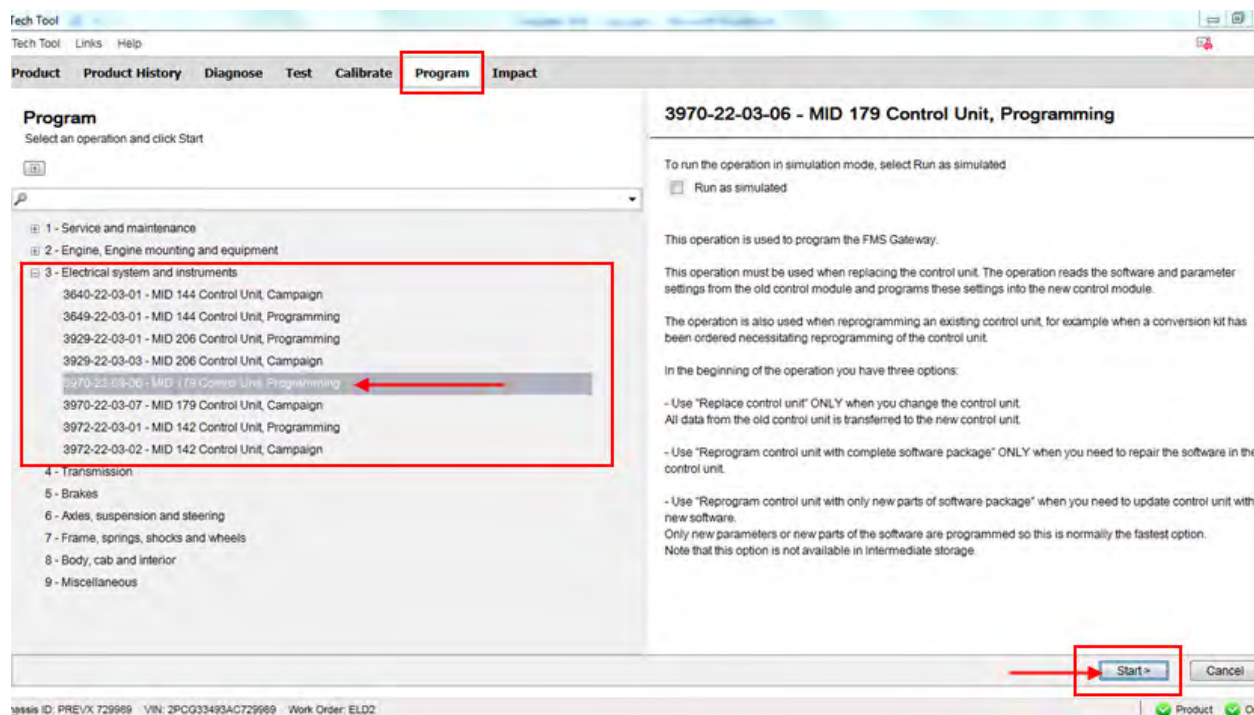 Tech Tool
Tech Tool Links Help
Product Product History Diagnose Test Calibrate Program Impact
Program
Select an operation and click Start
1 - Service and maintenance
2 - Engine, Engine mounting and equipment
3 - Electrical system and instruments
3640-22-03-01 - MID 144 Control Unit, Campaign
3649-22-03-01 - MID 144 Control Unit, Programming
3929-22-03-01 - MID 206 Control Unit, Programming
3929-22-03-03 - MID 206 Control Unit, Campaign
3970-22-03-06 - MID 179 Control Unit, Programming
3970-22-03-07 - MID 179 Control Unit, Campaign
3972-22-03-01 - MID 142 Control Unit, Programming
3972-22-03-02 - MID 142 Control Unit, Campaign
4 - Transmission
5 - Brakes
6 - Axles, suspension and steering
7 - Frame, springs, shocks and wheels
8 - Body, cab and interior
9 - Miscellaneous
3970-22-03-06 - MID 179 Control Unit, Programming
To run the operation in simulation mode, select Run as simulated
Run as simulated
This operation is used to program the FMS Gateway.
This operation must be used when replacing the control unit. The operation reads the software and parameter
settings from the old control module and programs these settings into the new control module.
The operation is also used when reprogramming an existing control unit, for example when a conversion kit has
been ordered necessitating reprogramming of the control unit.
In the beginning of the operation you have three options:
- Use "Replace control unit" ONLY when you change the control unit.
All data from the old control unit is transferred to the new control unit.
- Use "Reprogram control unit with complete software package" ONLY when you need to repair the software in the
control unit.
- Use "Reprogram control unit with only new parts of software package" when you need to update control unit with
new software.
Only new parameters or new parts of the software are programmed so this is normally the fastest option.
Note that this option is not available in Intermediate storage.
Start > Cancel
hassis ID: PREVX 729989 VIN: 2PCG33493AC729989 Work Order: ELD2 Product O